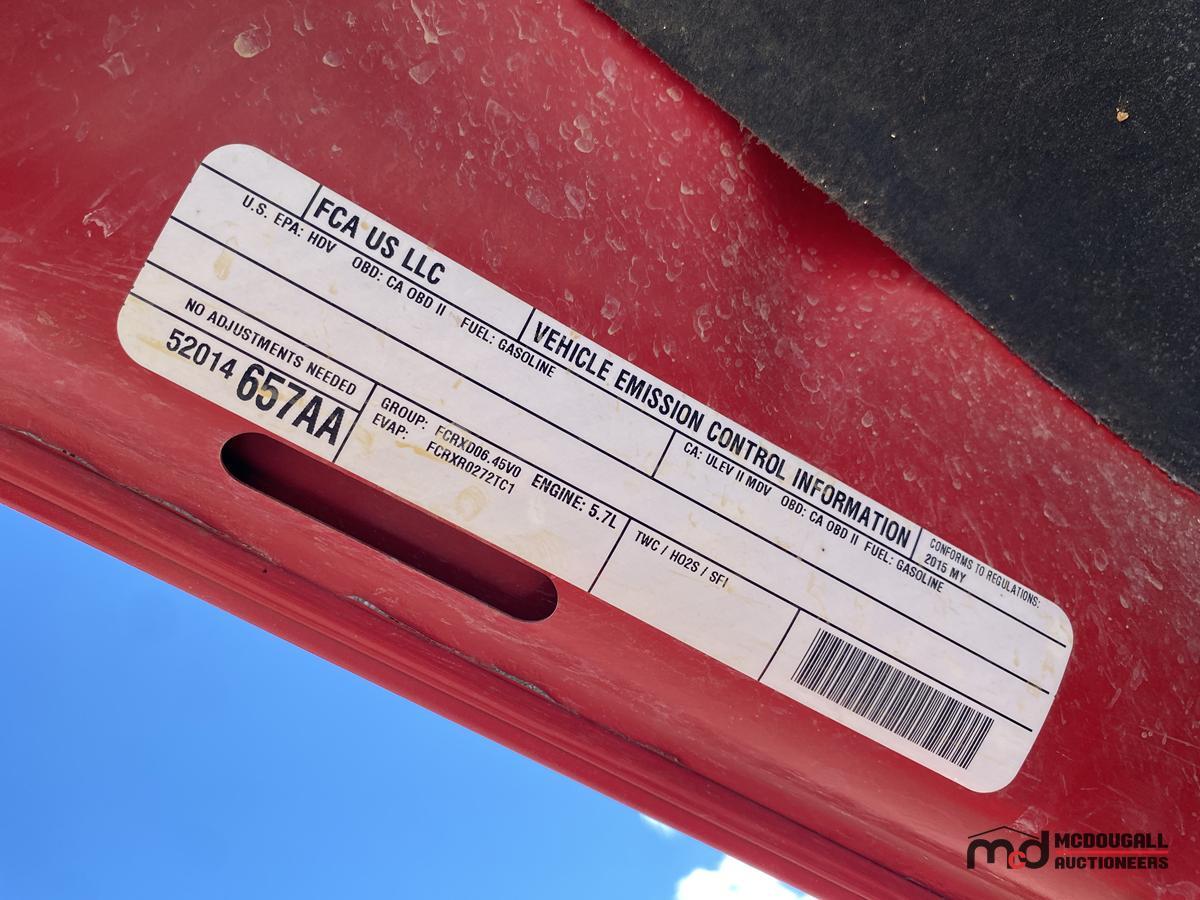 FCA US LLC
VEHICLE EMISSION CONTROL INFORMATION
CONFORMS TO REGULATIONS:
2015 MY
U.S. EPA: HDV OBD: CA OBD II FUEL: GASOLINE
CA: ULEV II MDV OBD: CA OBD II FUEL: GASOLINE
NO ADJUSTMENTS NEEDED
52014 657AA
GROUP: FCRXD06.45V0 ENGINE: 5.7L
EVAP: FCRXR0272TC1
TWC / HO2S / SFI
mcd MCDOUGALL
AUCTIONEERS